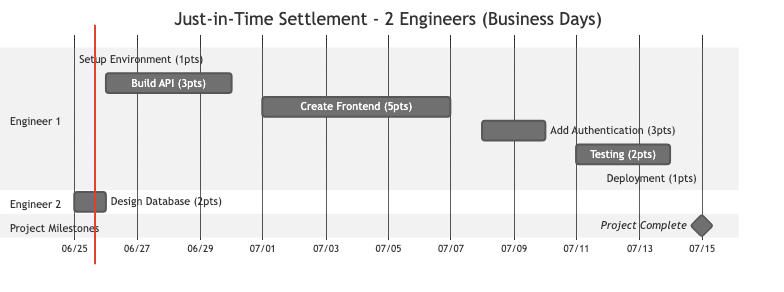 Just-in-Time Settlement - 2 Engineers (Business Days)
Setup Environment (1pts)
Build API (3pts)
Create Frontend (5pts)
Engineer 1
Add Authentication (3pts)
Testing (2pts)
Deployment (1pts)
Engineer 2
Design Database (2pts)
Project Milestones
Project Complete
06/25 06/27 06/29 07/01 07/03 07/05 07/07 07/09 07/11 07/13 07/15